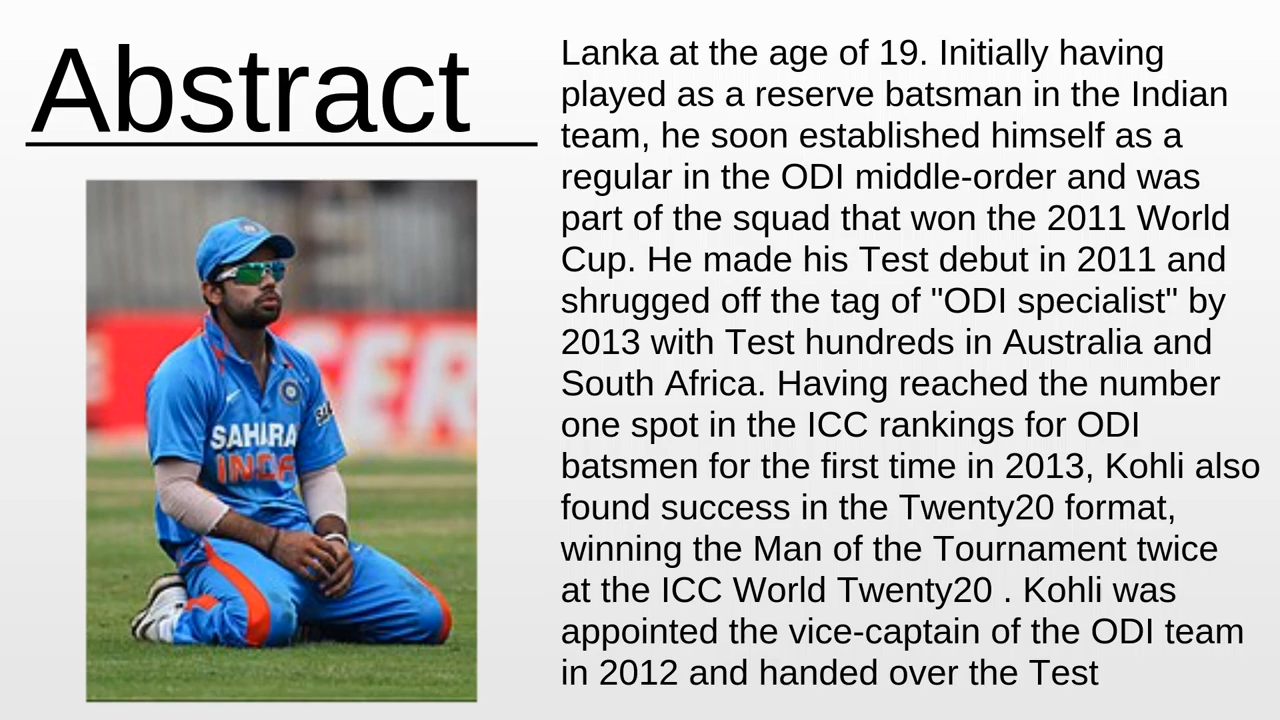 Abstract
Lanka at the age of 19. Initially having
played as a reserve batsman in the Indian
team, he soon established himself as a
regular in the ODI middle-order and was
part of the squad that won the 2011 World
Cup. He made his Test debut in 2011 and
shrugged off the tag of "ODI specialist" by
2013 with Test hundreds in Australia and
South Africa. Having reached the number
one spot in the ICC rankings for ODI
batsmen for the first time in 2013, Kohli also
found success in the Twenty20 format,
winning the Man of the Tournament twice
at the ICC World Twenty20 . Kohli was
appointed the vice-captain of the ODI team
in 2012 and handed over the Test
SAHARA
INDIA